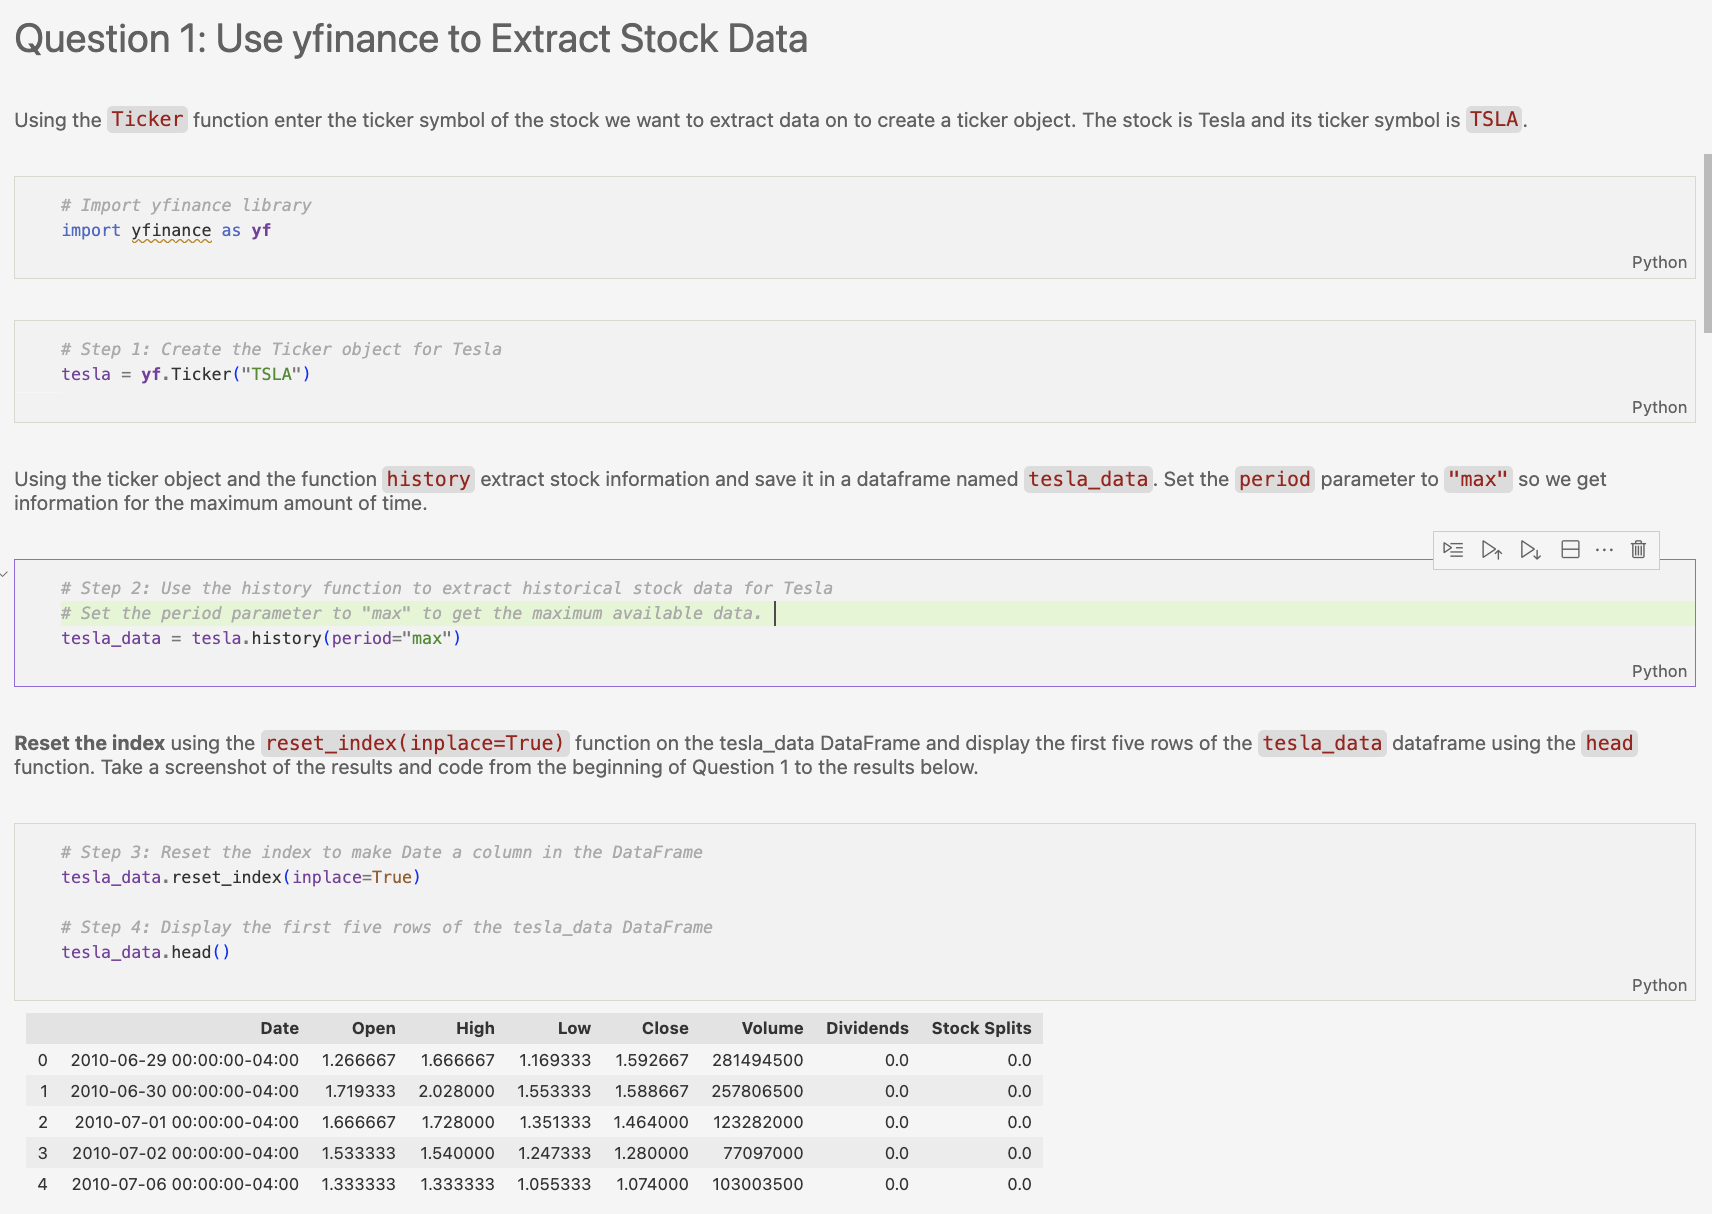 Question 1: Use yfinance to Extract Stock Data
Using the Ticker function enter the ticker symbol of the stock we want to extract data on to create a ticker object. The stock is Tesla and its ticker symbol is TSLA.
# Import yfinance library
import yfinance as yf
Python
# Step 1: Create the Ticker object for Tesla
tesla = yf.Ticker("TSLA")
Python
Using the ticker object and the function history extract stock information and save it in a dataframe named tesla_data. Set the period parameter to "max" so we get
information for the maximum amount of time.
# Step 2: Use the history function to extract historical stock data for Tesla
# Set the period parameter to "max" to get the maximum available data.
tesla_data = tesla.history(period="max")
Python
Reset the index using the reset_index(inplace=True) function on the tesla_data DataFrame and display the first five rows of the tesla_data dataframe using the head
function. Take a screenshot of the results and code from the beginning of Question 1 to the results below.
# Step 3: Reset the index to make Date a column in the DataFrame
tesla_data.reset_index(inplace=True)
# Step 4: Display the first five rows of the tesla_data DataFrame
tesla_data.head()
Python
Date Open High Low Close Volume Dividends Stock Splits
0 2010-06-29 00:00:00-04:00 1.266667 1.666667 1.169333 1.592667 281494500 0.0 0.0
1 2010-06-30 00:00:00-04:00 1.719333 2.028000 1.553333 1.588667 257806500 0.0 0.0
2 2010-07-01 00:00:00-04:00 1.666667 1.728000 1.351333 1.464000 123282000 0.0 0.0
3 2010-07-02 00:00:00-04:00 1.533333 1.540000 1.247333 1.280000 77097000 0.0 0.0
4 2010-07-06 00:00:00-04:00 1.333333 1.333333 1.055333 1.074000 103003500 0.0 0.0